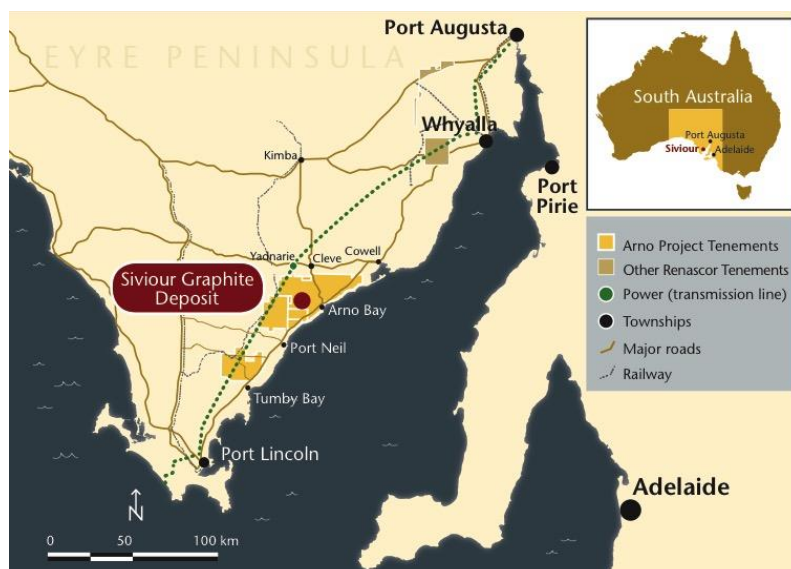 EYRE PENINSULA
Port Augusta
Whyalla
Kimba
Port
Pirie
Yadnarie
Cleve
Cowell
Siviour Graphite
Deposit
Arno Bay
Port Neil
Tumby Bay
Port Lincoln
N
Adelaide
0 50 100 km
South Australia
Port Augusta
Siviour
Adelaide
Arno Project Tenements
Other Renascor Tenements
Power (transmission line)
Townships
Major roads
Railway